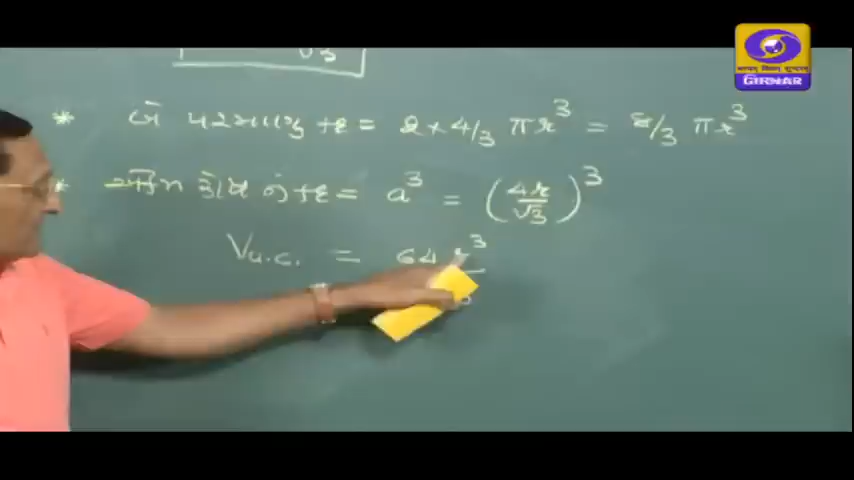 √3
* બે પરમાણુનું કદ = 2 × 4/3 πr³ = 8/3 πr³
* એકમ કોષ નું કદ = a³ = (4r/√3)³
Vu.c. = 64 r³
GIRNAR